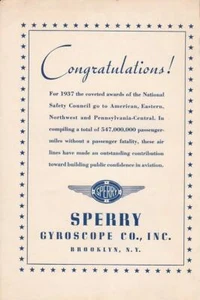 Congratulations!
For 1937 the coveted awards of the National
Safety Council go to American, Eastern,
Northwest and Pennsylvania-Central. In
compiling a total of 547,000,000 passenger-
miles without a passenger fatality, these air
lines have made an outstanding contribution
toward building public confidence in aviation.
SPERRY
SPERRY
GYROSCOPE CO., INC.
BROOKLYN, N.Y.